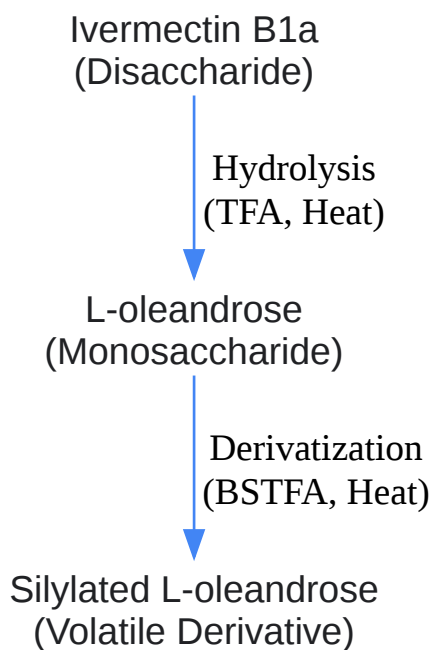 Ivermectin B1a
(Disaccharide)
Hydrolysis
(TFA, Heat)
L-oleandrose
(Monosaccharide)
Derivatization
(BSTFA, Heat)
Silylated L-oleandrose
(Volatile Derivative)